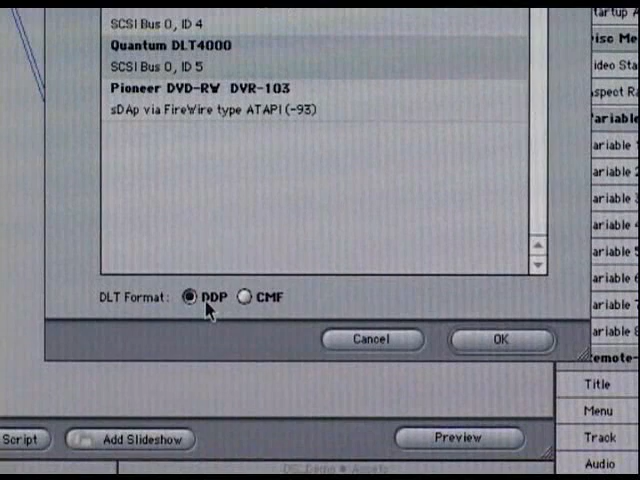 SCSI Bus 0, ID 4
Quantum DLT4000
SCSI Bus 0, ID 5
Pioneer DVD-RW DVR-103
sDAp via FireWire type ATAPI (-93)
DLT Format: DDP CMF
Cancel OK
Script Add Slideshow Preview
tartup A
isc Me
ideo Sta
spect Ra
ariable
ariable 1
ariable 2
ariable 3
ariable 4
ariable 5
ariable 6
ariable 7
ariable 8
emote-
Title
Menu
Track
Audio